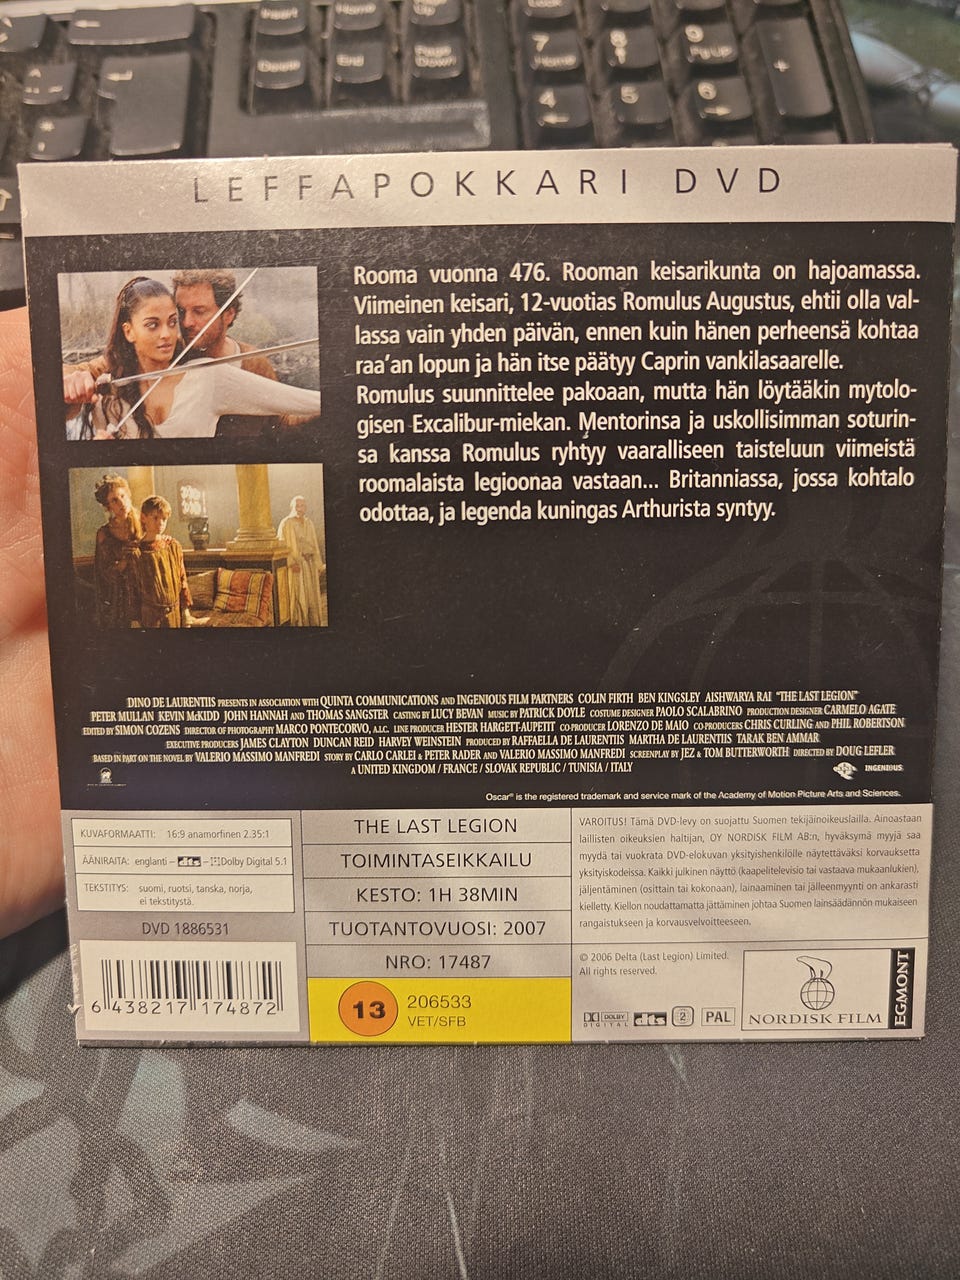 Insert
Delete
End
Page
Down
7
Home
8
9
PgUp
+
4
5
6
*
LEFFAPOKKARI DVD
Rooma vuonna 476. Rooman keisarikunta on hajoamassa.
Viimeinen keisari, 12-vuotias Romulus Augustus, ehtii olla val-
lassa vain yhden päivän, ennen kuin hänen perheensä kohtaa
raa'an lopun ja hän itse päätyy Caprin vankilasaarelle.
Romulus suunnittelee pakoaan, mutta hän löytääkin mytolo-
gisen Excalibur-miekan. Mentorinsa ja uskollisimman soturin-
sa kanssa Romulus ryhtyy vaaralliseen taisteluun viimeistä
roomalaista legioonaa vastaan... Britanniassa, jossa kohtalo
odottaa, ja legenda kuningas Arthurista syntyy.
DINO DE LAURENTIIS PRESENTS IN ASSOCIATION WITH QUINTA COMMUNICATIONS AND INGENIOUS FILM PARTNERS COLIN FIRTH BEN KINGSLEY AISHWARYA RAI "THE LAST LEGION"
PETER MULLAN KEVIN McKIDD JOHN HANNAH AND THOMAS SANGSTER CASTING BY LUCY BEVAN MUSIC BY PATRICK DOYLE COSTUME DESIGNER PAOLO SCALABRINO PRODUCTION DESIGNER CARMELO AGATE
EDITED BY SIMON COZENS DIRECTOR OF PHOTOGRAPHY MARCO PONTECORVO, A.I.C. LINE PRODUCER HESTER HARGETT-AUPETIT CO-PRODUCER LORENZO DE MAIO CO-PRODUCERS CHRIS CURLING AND PHIL ROBERTSON
EXECUTIVE PRODUCERS JAMES CLAYTON DUNCAN REID HARVEY WEINSTEIN PRODUCED BY RAFFAELLA DE LAURENTIIS MARTHA DE LAURENTIIS TARAK BEN AMMAR
BASED IN PART ON THE NOVEL BY VALERIO MASSIMO MANFREDI STORY BY CARLO CARLEI & PETER RADER AND VALERIO MASSIMO MANFREDI SCREENPLAY BY JEZ & TOM BUTTERWORTH DIRECTED BY DOUG LEFLER
A UNITED KINGDOM / FRANCE / SLOVAK REPUBLIC / TUNISIA / ITALY
INGENIOUS
Oscar® is the registered trademark and service mark of the Academy of Motion Picture Arts and Sciences.
KUVAFORMAATTI: 16:9 anamorfinen 2.35:1
ÄÄNIRAITA: englanti – dts – Dolby Digital 5.1
TEKSTITYS: suomi, ruotsi, tanska, norja,
ei tekstitystä.
DVD 1886531
6 438217 174872
THE LAST LEGION
TOIMINTASEIKKAILU
KESTO: 1H 38MIN
TUOTANTOVUOSI: 2007
NRO: 17487
13
206533
VET/SFB
VAROITUS! Tämä DVD-levy on suojattu Suomen tekijäinoikeuslailla. Ainoastaan
laillisten oikeuksien haltijan, OY NORDISK FILM AB:n, hyväksymä myyjä saa
myydä tai vuokrata DVD-elokuvan yksityishenkilölle näytettäväksi korvauksetta
yksityiskodeissa. Kaikki julkinen näyttö (kaapelitelevisio tai vastaava mukaanlukien),
jäljentäminen (osittain tai kokonaan), lainaaminen tai jälleenmyynti on ankarasti
kielletty. Kiellon noudattamatta jättäminen johtaa Suomen lainsäädännön mukaiseen
rangaistukseen ja korvausvelvoitteeseen.
© 2006 Delta (Last Legion) Limited.
All rights reserved.
DOLBY
DIGITAL
dts
2
PAL
NORDISK FILM
EGMONT